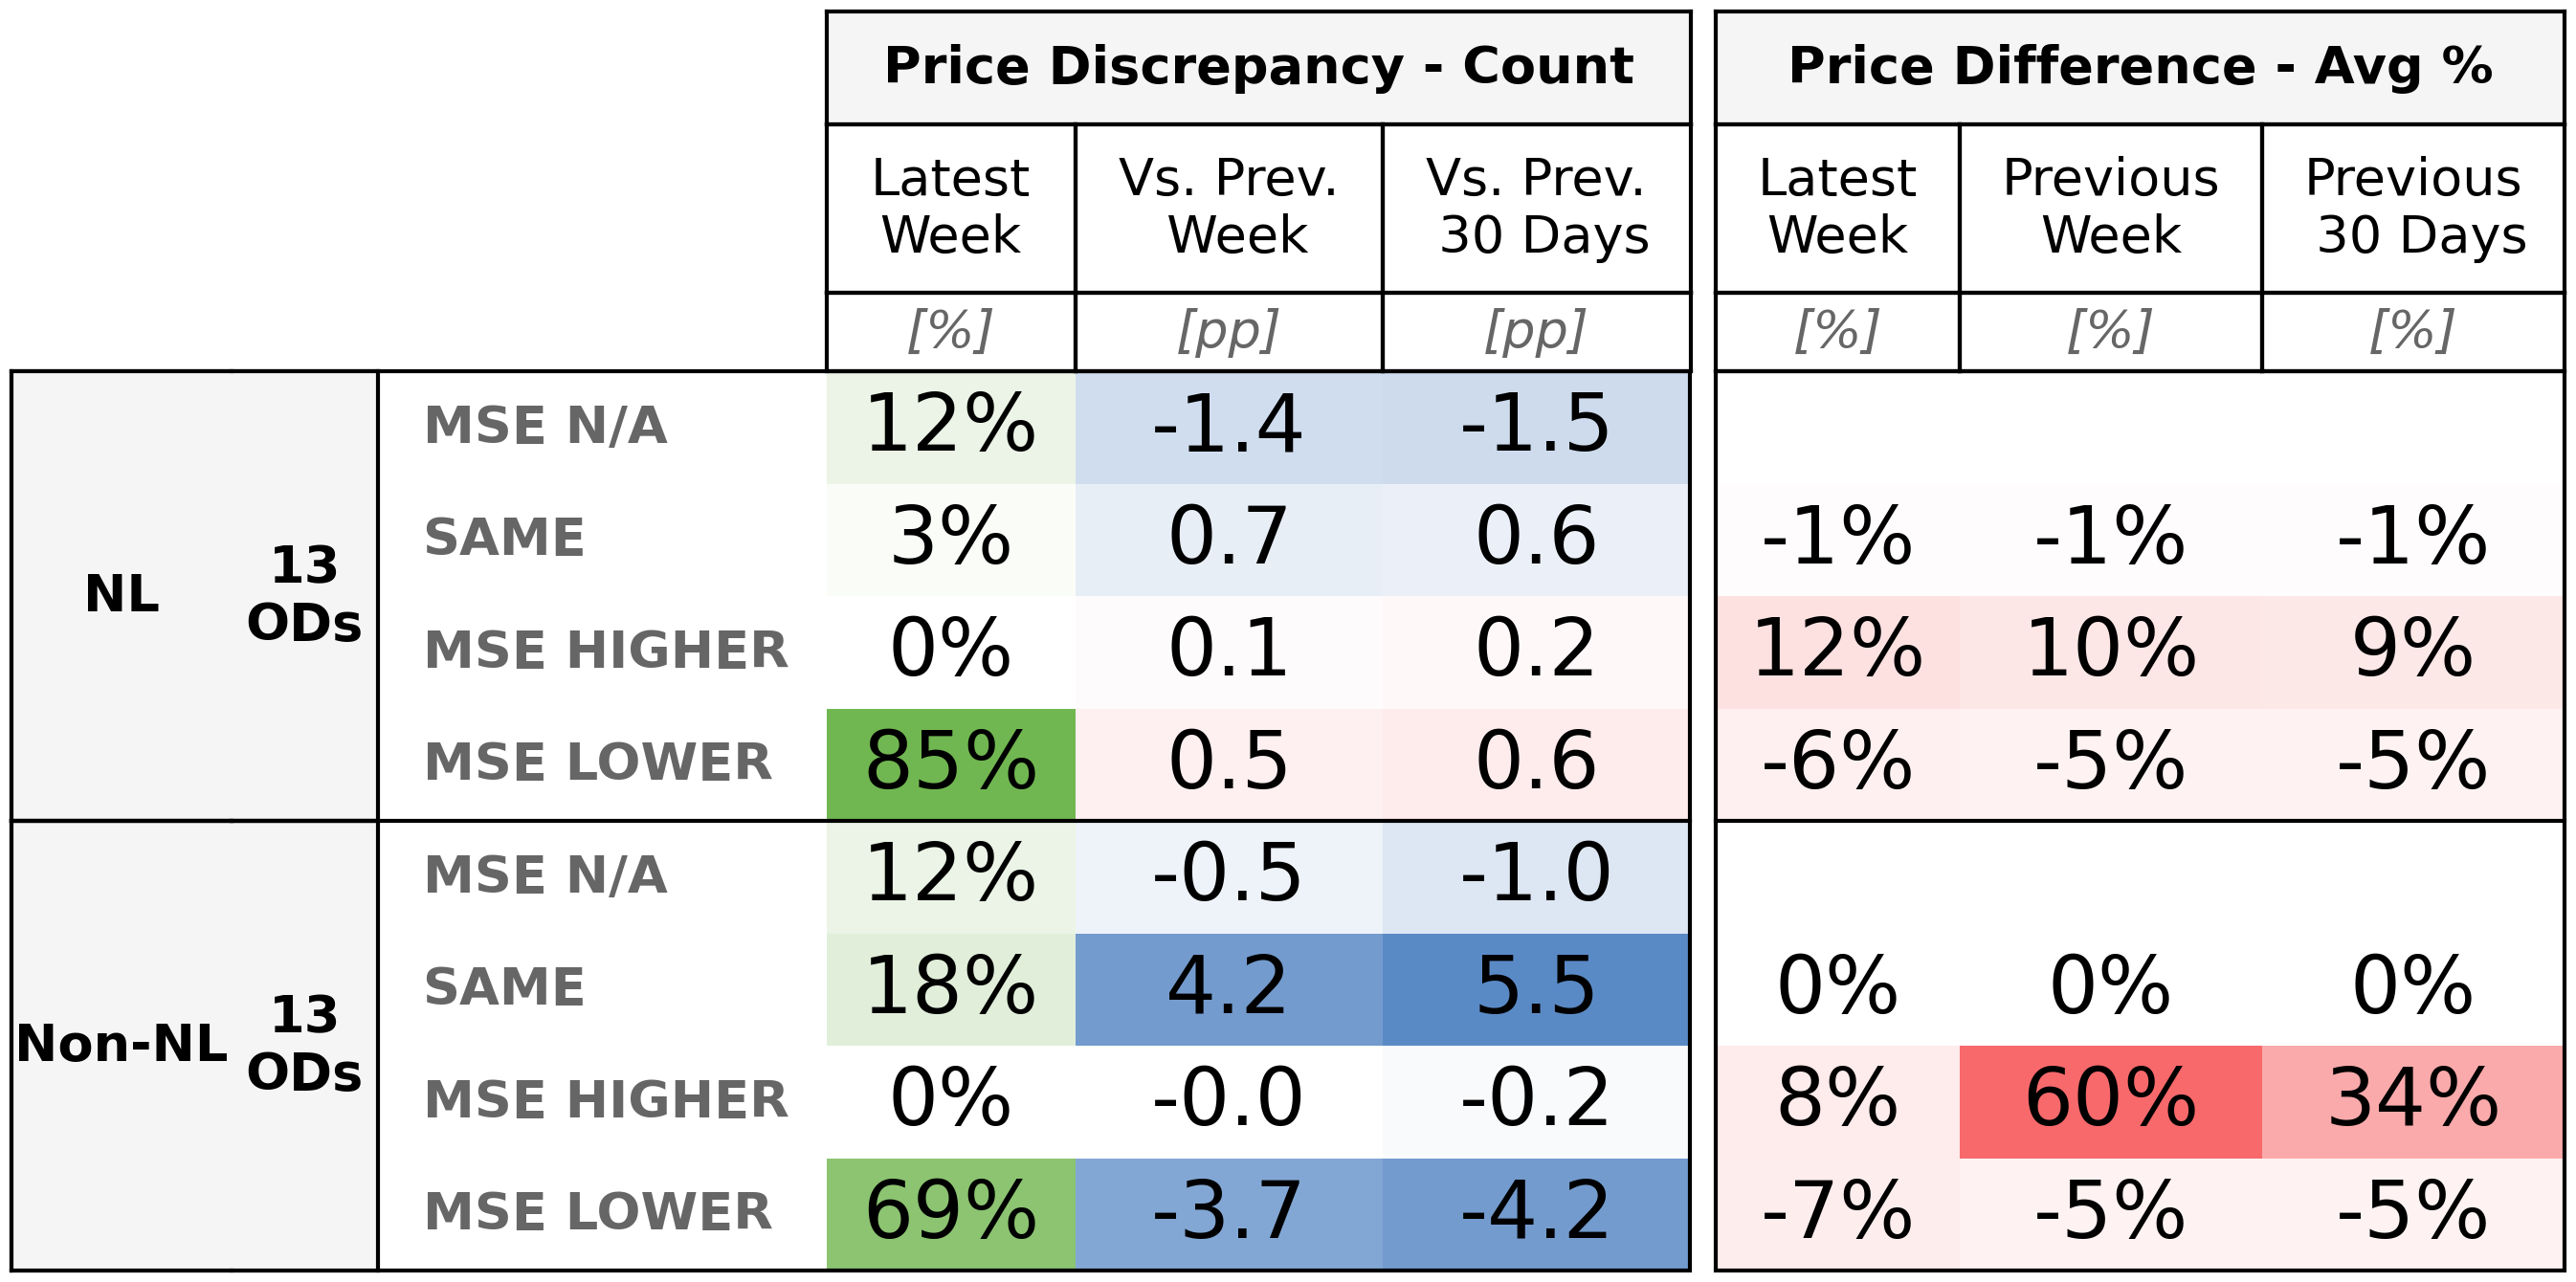 Price Discrepancy - Count Price Difference - Avg %
Latest Vs. Prev. Vs. Prev. Latest Previous Previous
Week Week 30 Days Week Week 30 Days
[%] [pp] [pp] [%] [%] [%]
NL 13 ODs
MSE N/A 12% -1.4 -1.5
SAME 3% 0.7 0.6 -1% -1% -1%
MSE HIGHER 0% 0.1 0.2 12% 10% 9%
MSE LOWER 85% 0.5 0.6 -6% -5% -5%
Non-NL 13 ODs
MSE N/A 12% -0.5 -1.0
SAME 18% 4.2 5.5 0% 0% 0%
MSE HIGHER 0% -0.0 -0.2 8% 60% 34%
MSE LOWER 69% -3.7 -4.2 -7% -5% -5%